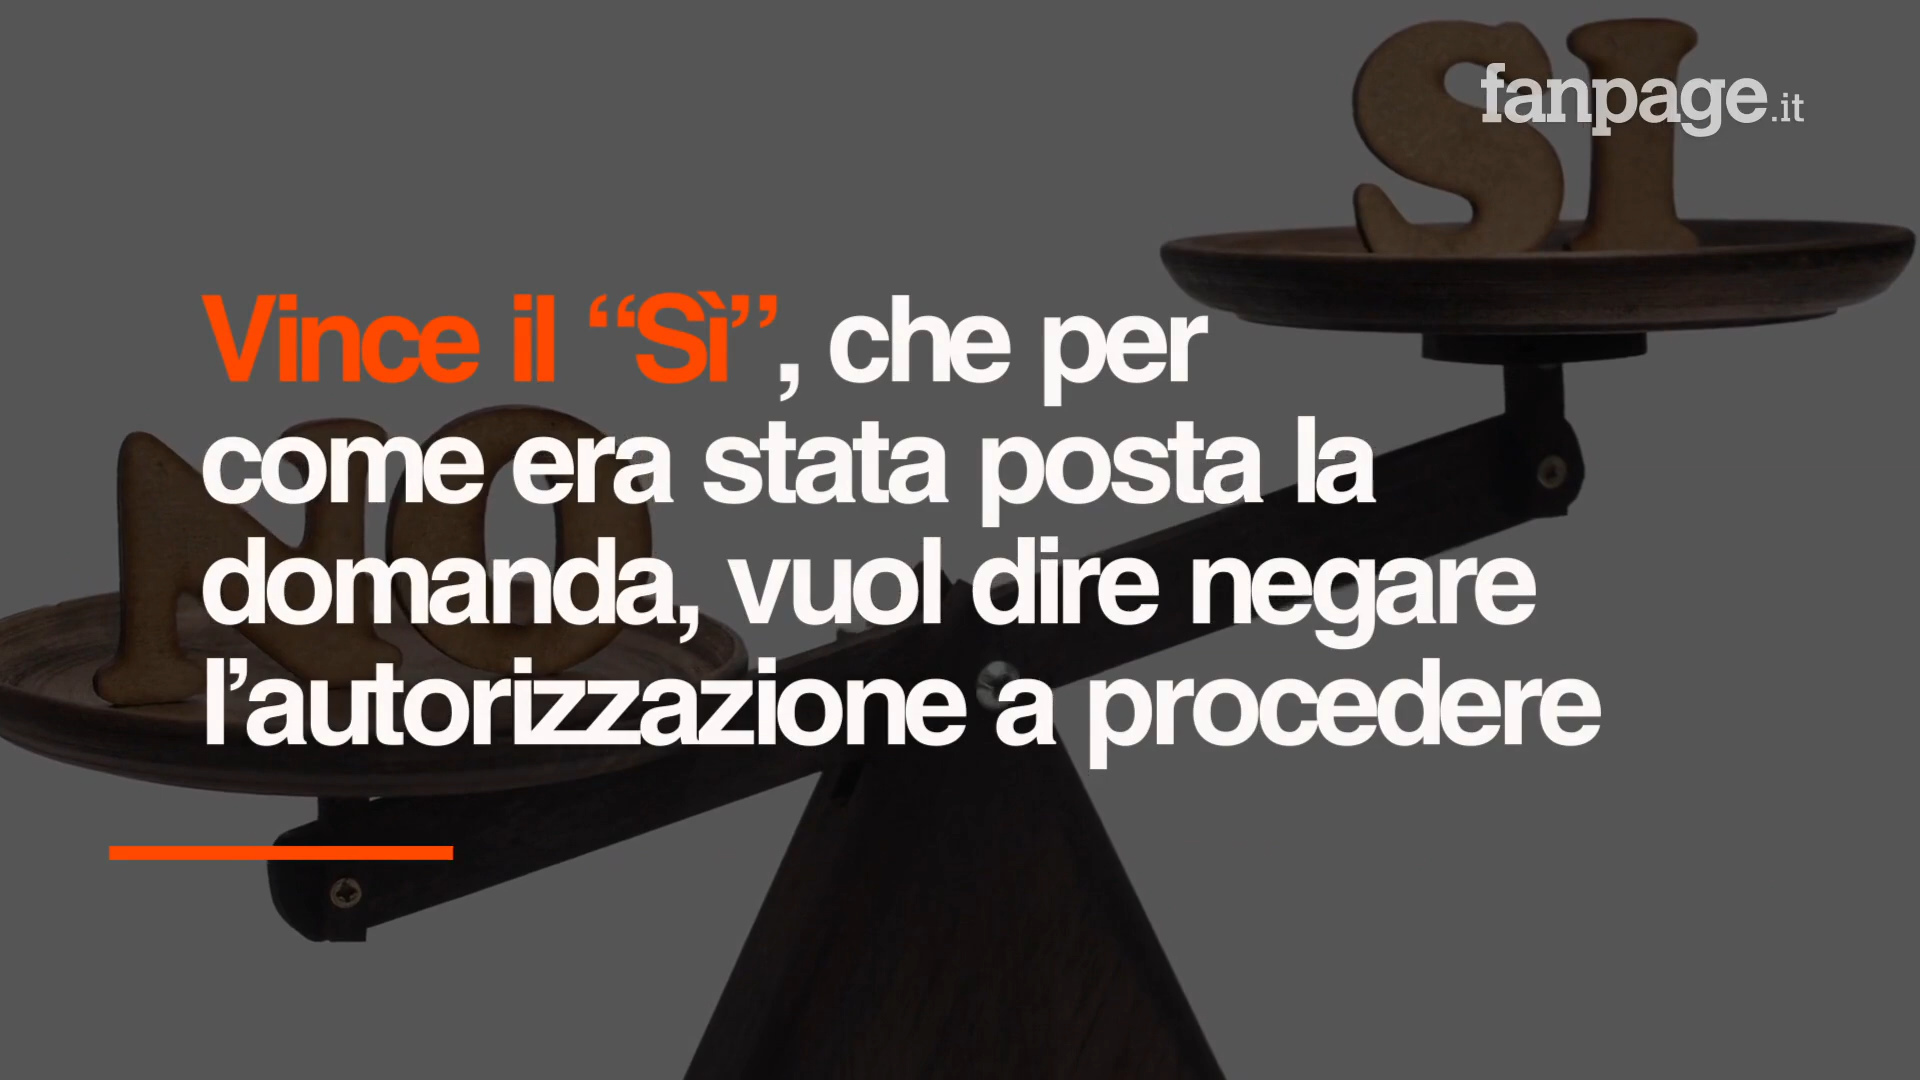 SI
fanpage.it
Vince il “Sì”, che per
come era stata posta la
domanda, vuol dire negare
l’autorizzazione a procedere
NO